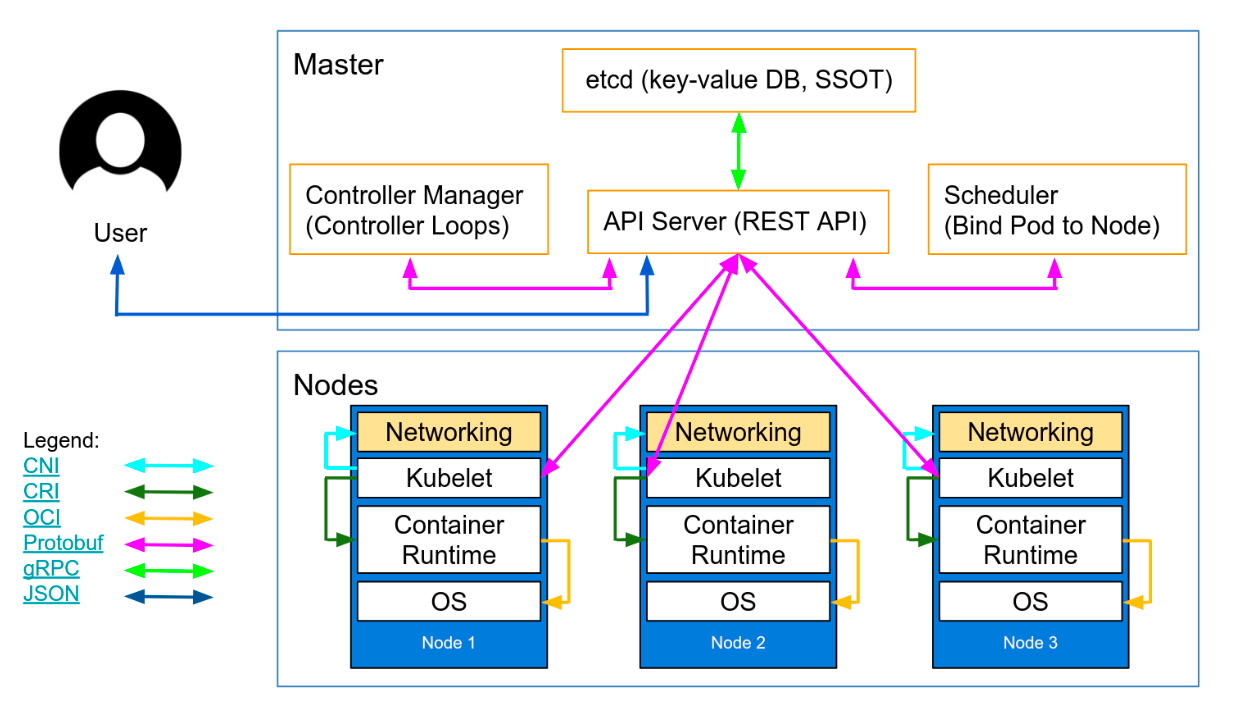 Master
etcd (key-value DB, SSOT)
Controller Manager
(Controller Loops)
API Server (REST API)
Scheduler
(Bind Pod to Node)
User
Nodes
Networking
Kubelet
Container
Runtime
OS
Node 1
Networking
Kubelet
Container
Runtime
OS
Node 2
Networking
Kubelet
Container
Runtime
OS
Node 3
Legend:
CNI
CRI
OCI
Protobuf
gRPC
JSON